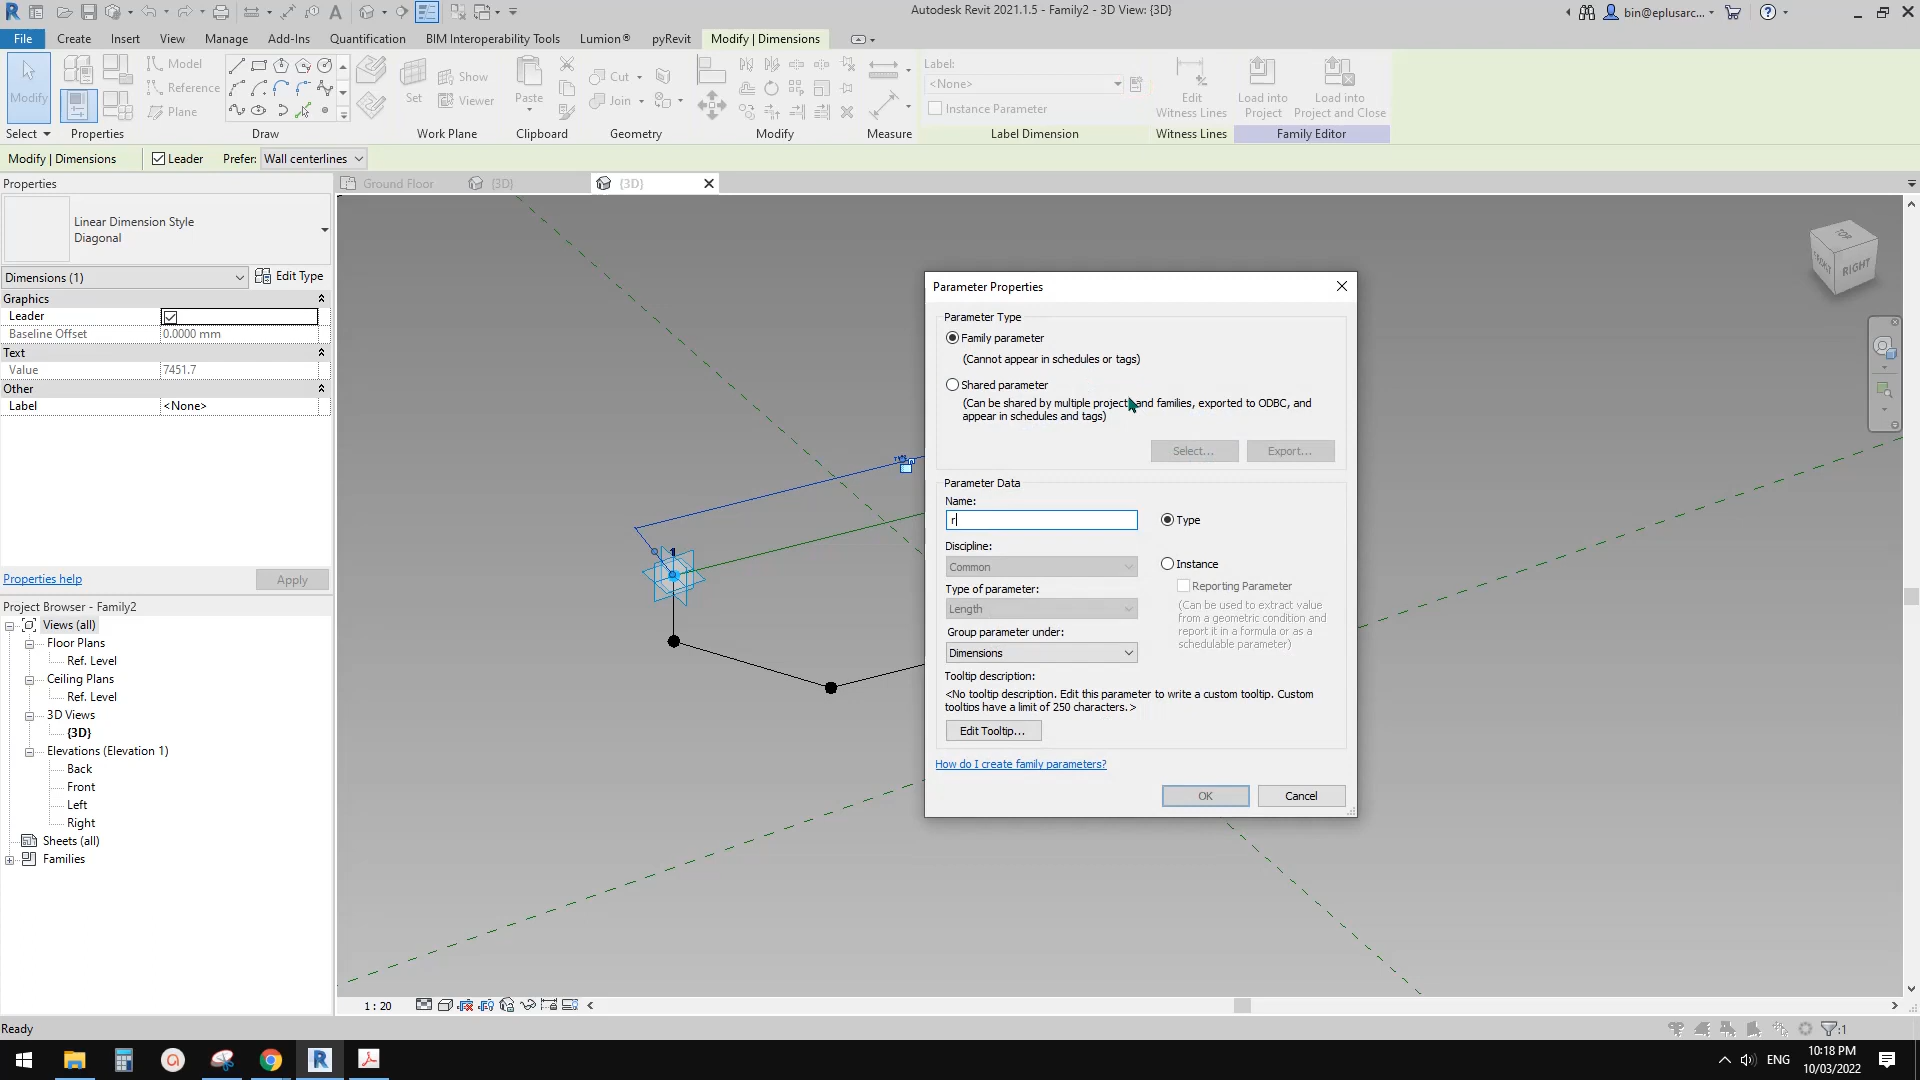 Autodesk Revit 2021.1.5 - Family2 - 3D View: {3D}
bin@eplusarc...
File
Create
Insert
View
Manage
Add-Ins
Quantification
BIM Interoperability Tools
Lumion®
pyRevit
Modify | Dimensions
Modify
Model
Reference
Plane
Set
Show
Viewer
Paste
Cut
Join
Label:
<None>
Instance Parameter
Edit
Witness Lines
Load into
Project
Load into
Project and Close
Select
Properties
Draw
Work Plane
Clipboard
Geometry
Modify
Measure
Label Dimension
Witness Lines
Family Editor
Modify | Dimensions
Leader
Prefer:
Wall centerlines
Properties
Ground Floor
{3D}
{3D}
Linear Dimension Style
Diagonal
Dimensions (1)
Edit Type
Graphics
Leader
Baseline Offset
0.0000 mm
Text
Value
7451.7
Other
Label
<None>
Properties help
Apply
Project Browser - Family2
Views (all)
Floor Plans
Ref. Level
Ceiling Plans
Ref. Level
3D Views
{3D}
Elevations (Elevation 1)
Back
Front
Left
Right
Sheets (all)
Families
TOP
FRONT
RIGHT
Parameter Properties
Parameter Type
Family parameter
(Cannot appear in schedules or tags)
Shared parameter
(Can be shared by multiple projects and families, exported to ODBC, and
appear in schedules and tags)
Select...
Export...
Parameter Data
Name:
r
Type
Discipline:
Common
Instance
Type of parameter:
Reporting Parameter
Length
(Can be used to extract value
from a geometric condition and
report it in a formula or as a
schedulable parameter)
Group parameter under:
Dimensions
Tooltip description:
<No tooltip description. Edit this parameter to write a custom tooltip. Custom
tooltips have a limit of 250 characters.>
Edit Tooltip...
How do I create family parameters?
OK
Cancel
1 : 20
Ready
:1
ENG
10:18 PM
10/03/2022